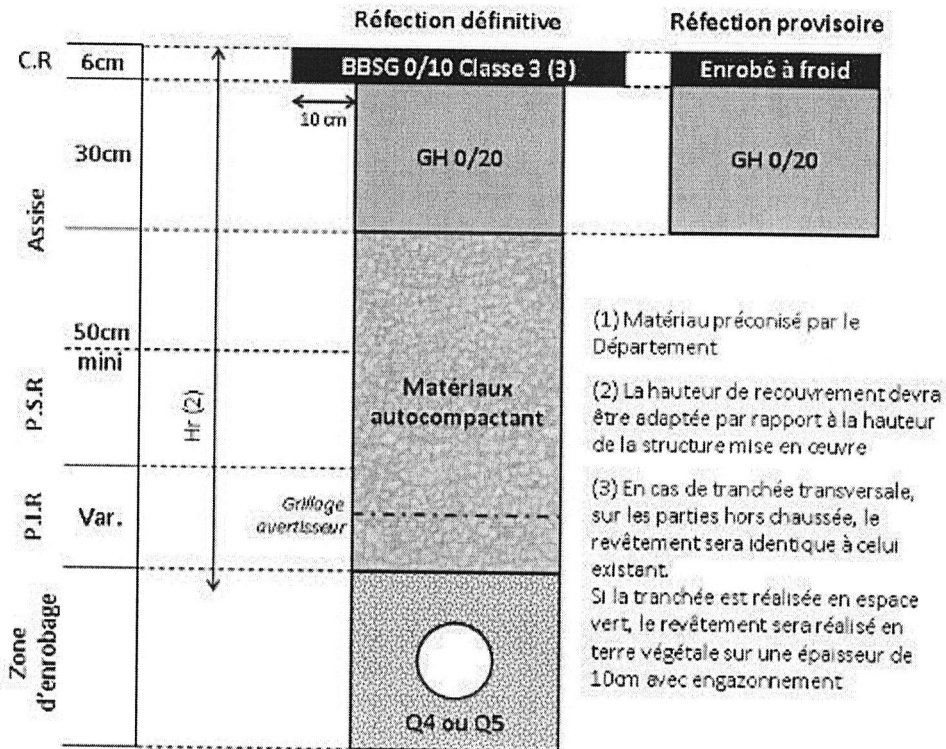 Réfection définitive
Réfection provisoire
C.R
6cm
BBSG 0/10 Classe 3 (3)
Enrobé à froid
10 cm
30cm
GH 0/20
GH 0/20
Assise
50cm
mini
P.S.R
Hr (2)
Matériaux
autocompactant
P.I.R
Var.
Grillage
avertisseur
Zone
d'enrobage
Q4 ou Q5
(1) Matériau préconisé par le
Département
(2) La hauteur de recouvrement devra
être adaptée par rapport à la hauteur
de la structure mise en œuvre
(3) En cas de tranchée transversale,
sur les parties hors chaussée, le
revêtement sera identique à celui
existant.
Si la tranchée est réalisée en espace
vert, le revêtement sera réalisé en
terre végétale sur une épaisseur de
10cm avec engazonnement